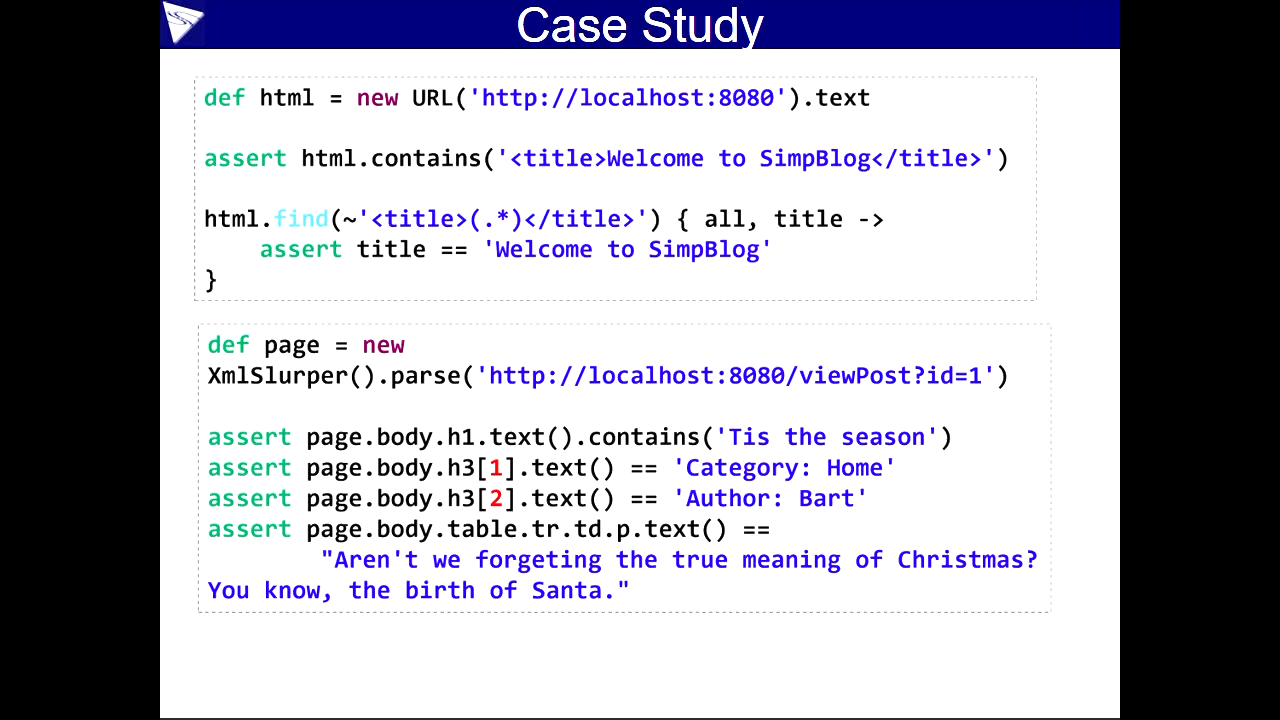 Case Study
def html = new URL('http://localhost:8080').text
assert html.contains('<title>Welcome to SimpBlog</title>')
html.find(~'<title>(.*)</title>') { all, title ->
    assert title == 'Welcome to SimpBlog'
}
def page = new
XmlSlurper().parse('http://localhost:8080/viewPost?id=1')
assert page.body.h1.text().contains('Tis the season')
assert page.body.h3[1].text() == 'Category: Home'
assert page.body.h3[2].text() == 'Author: Bart'
assert page.body.table.tr.td.p.text() ==
        "Aren't we forgeting the true meaning of Christmas?
You know, the birth of Santa."